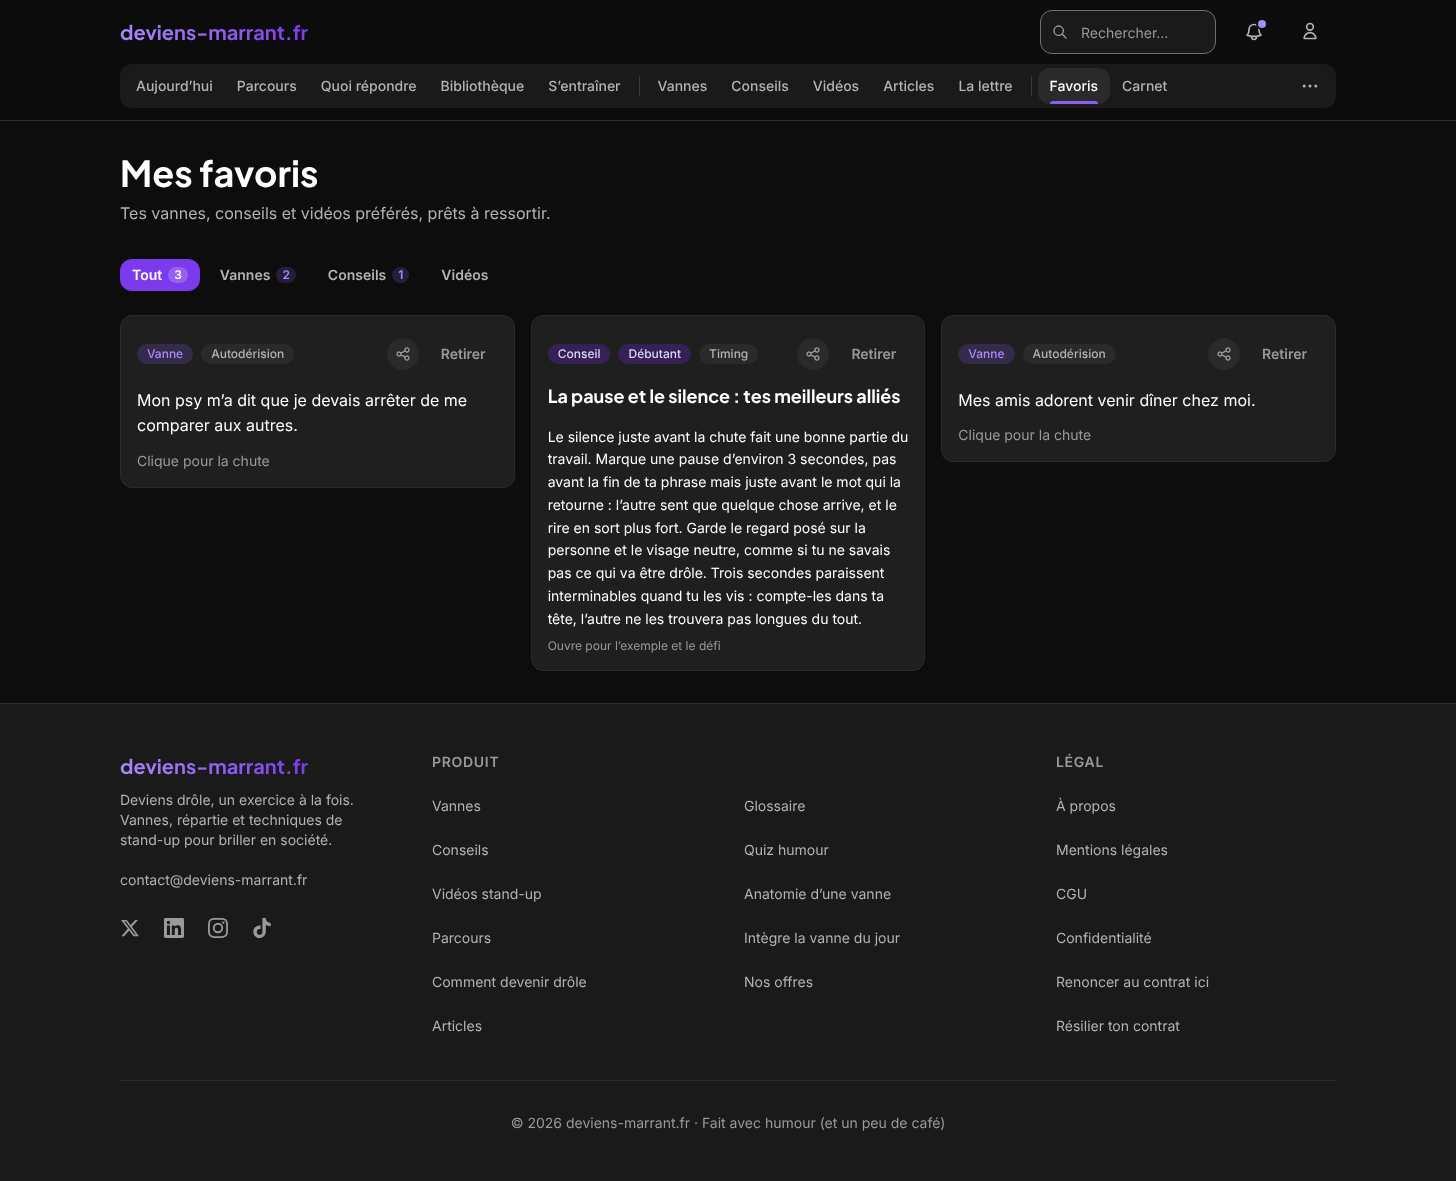 deviens-marrant.fr
Rechercher...
Aujourd’hui
Parcours
Quoi répondre
Bibliothèque
S’entraîner
Vannes
Conseils
Vidéos
Articles
La lettre
Favoris
Carnet
Mes favoris
Tes vannes, conseils et vidéos préférés, prêts à ressortir.
Tout 3
Vannes 2
Conseils 1
Vidéos
Vanne
Autodérision
Retirer
Mon psy m’a dit que je devais arrêter de me
comparer aux autres.
Clique pour la chute
Conseil
Débutant
Timing
Retirer
La pause et le silence : tes meilleurs alliés
Le silence juste avant la chute fait une bonne partie du
travail. Marque une pause d’environ 3 secondes, pas
avant la fin de ta phrase mais juste avant le mot qui la
retourne : l’autre sent que quelque chose arrive, et le
rire en sort plus fort. Garde le regard posé sur la
personne et le visage neutre, comme si tu ne savais
pas ce qui va être drôle. Trois secondes paraissent
interminables quand tu les vis : compte-les dans ta
tête, l’autre ne les trouvera pas longues du tout.
Ouvre pour l’exemple et le défi
Vanne
Autodérision
Retirer
Mes amis adorent venir dîner chez moi.
Clique pour la chute
deviens-marrant.fr
Deviens drôle, un exercice à la fois.
Vannes, répartie et techniques de
stand-up pour briller en société.
contact@deviens-marrant.fr
PRODUIT
Vannes
Conseils
Vidéos stand-up
Parcours
Comment devenir drôle
Articles
Glossaire
Quiz humour
Anatomie d’une vanne
Intègre la vanne du jour
Nos offres
LÉGAL
À propos
Mentions légales
CGU
Confidentialité
Renoncer au contrat ici
Résilier ton contrat
© 2026 deviens-marrant.fr · Fait avec humour (et un peu de café)